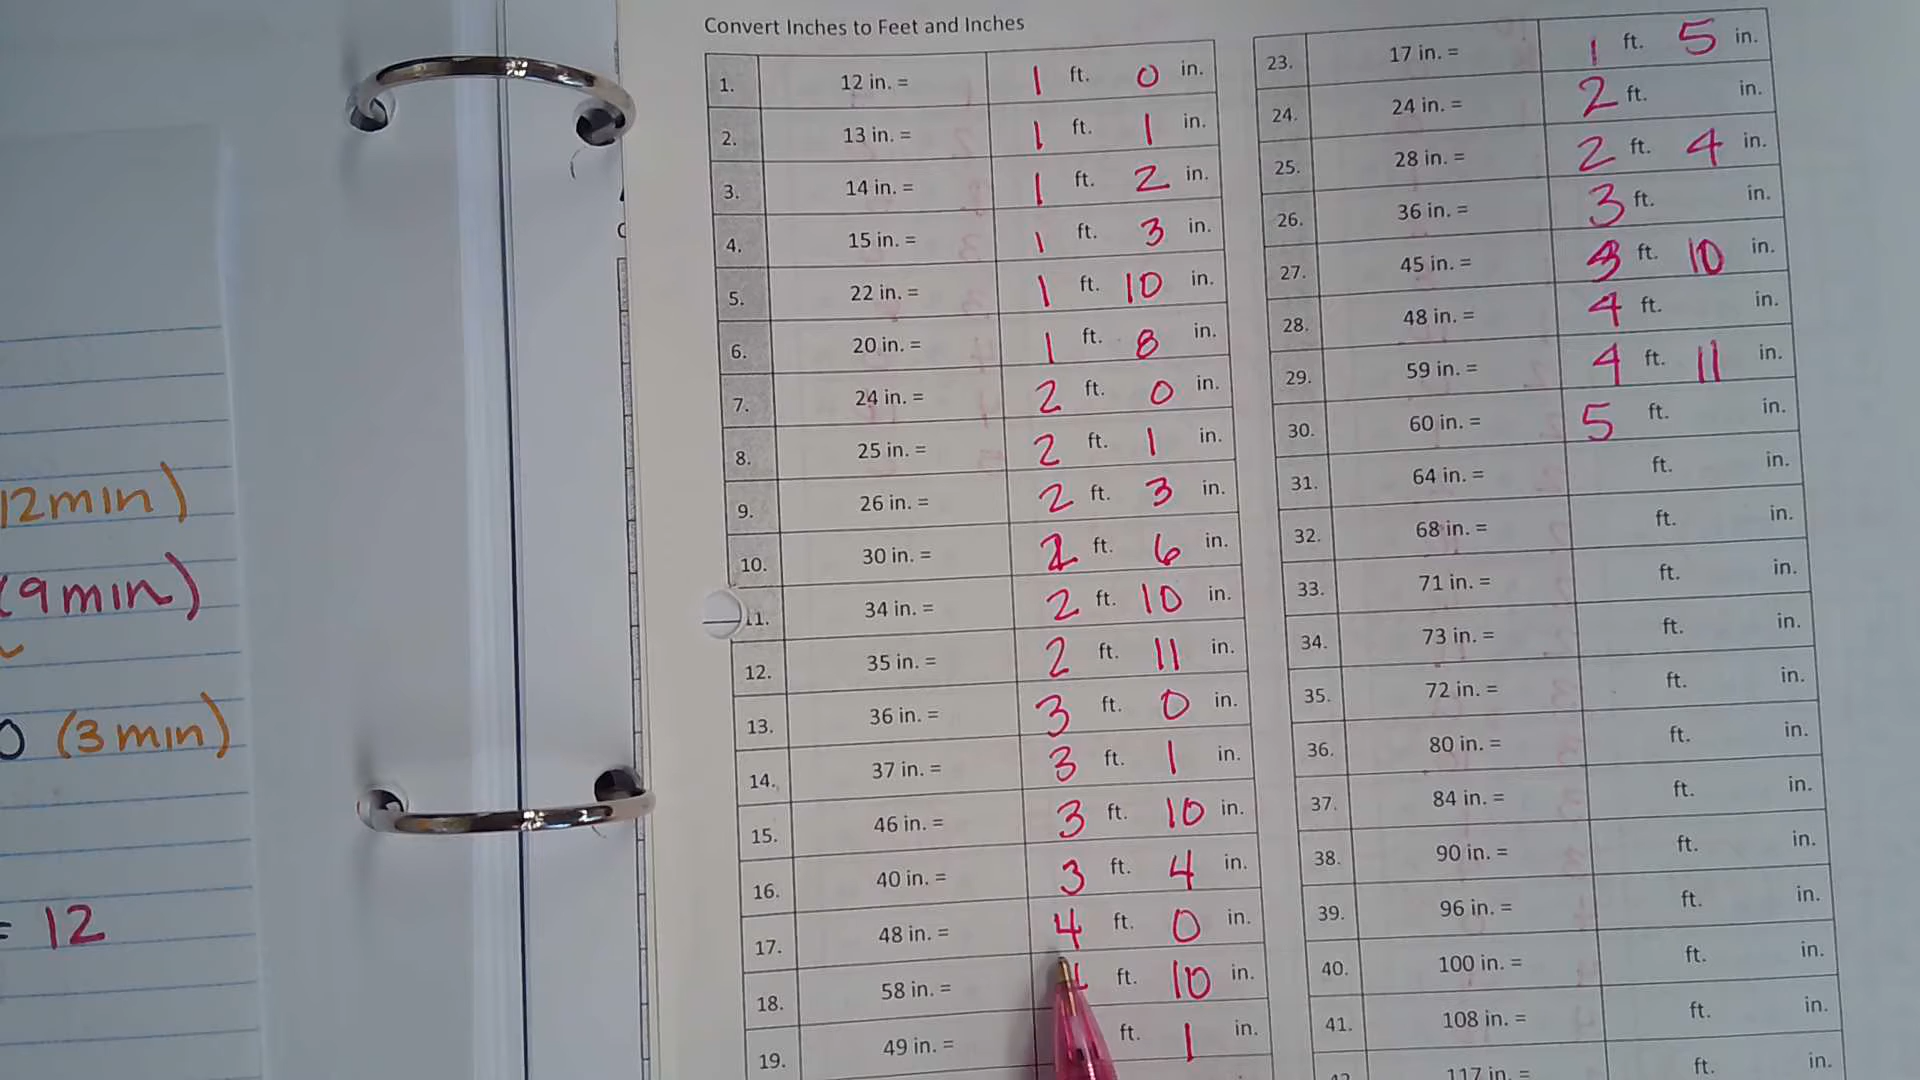 12min)
(9min)
0 (3min)
= 12
Convert Inches to Feet and Inches
1. 12 in. = 1 ft. 0 in.
2. 13 in. = 1 ft. 1 in.
3. 14 in. = 1 ft. 2 in.
4. 15 in. = 1 ft. 3 in.
5. 22 in. = 1 ft. 10 in.
6. 20 in. = 1 ft. 8 in.
7. 24 in. = 2 ft. 0 in.
8. 25 in. = 2 ft. 1 in.
9. 26 in. = 2 ft. 3 in.
10. 30 in. = 2 ft. 6 in.
11. 34 in. = 2 ft. 10 in.
12. 35 in. = 2 ft. 11 in.
13. 36 in. = 3 ft. 0 in.
14. 37 in. = 3 ft. 1 in.
15. 46 in. = 3 ft. 10 in.
16. 40 in. = 3 ft. 4 in.
17. 48 in. = 4 ft. 0 in.
18. 58 in. = ft. 10 in.
19. 49 in. = ft. 1 in.
23. 17 in. = 1 ft. 5 in.
24. 24 in. = 2 ft. in.
25. 28 in. = 2 ft. 4 in.
26. 36 in. = 3 ft. in.
27. 45 in. = 3 ft. 10 in.
28. 48 in. = 4 ft. in.
29. 59 in. = 4 ft. 11 in.
30. 60 in. = 5 ft. in.
31. 64 in. = ft. in.
32. 68 in. = ft. in.
33. 71 in. = ft. in.
34. 73 in. = ft. in.
35. 72 in. = ft. in.
36. 80 in. = ft. in.
37. 84 in. = ft. in.
38. 90 in. = ft. in.
39. 96 in. = ft. in.
40. 100 in. = ft. in.
41. 108 in. = ft. in.
117 in. = ft. in.